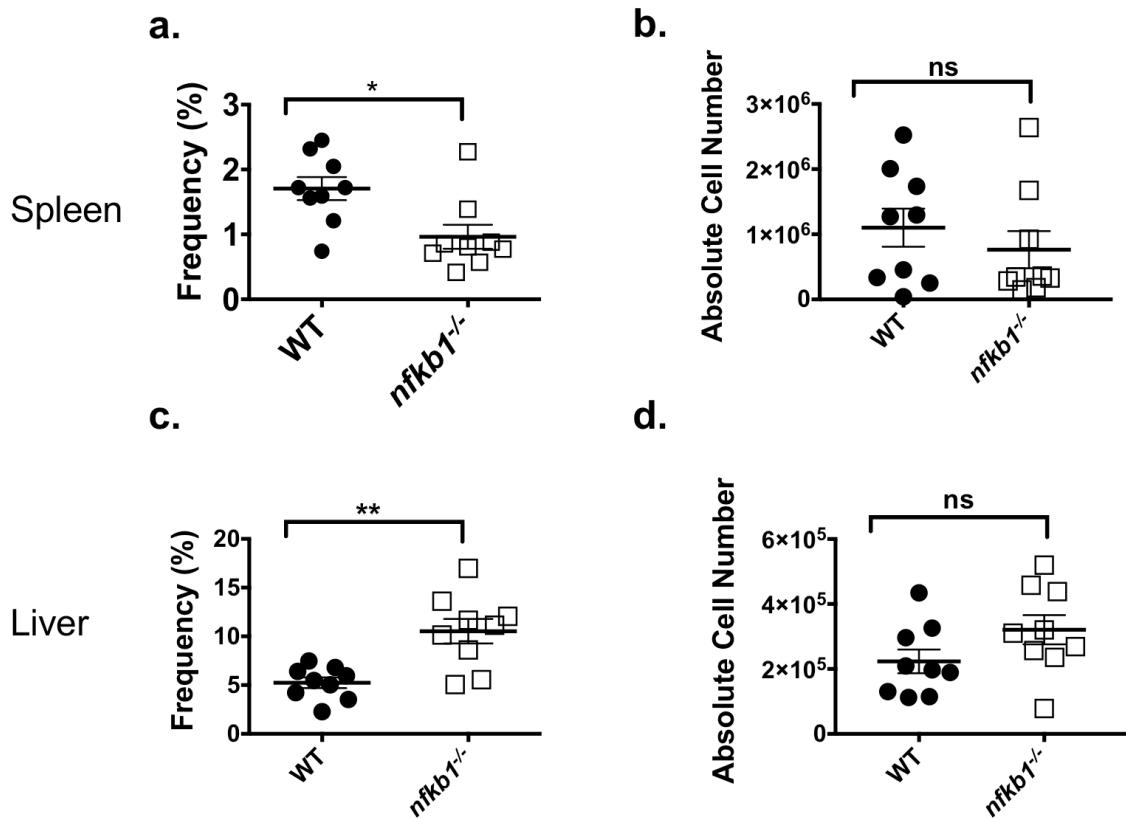 a.
Spleen
Frequency (%)
*
3
2
1
0
WT
nfkb1-/-
b.
Absolute Cell Number
ns
3×10⁶
2×10⁶
1×10⁶
0
WT
nfkb1-/-
c.
Liver
Frequency (%)
**
20
15
10
5
0
WT
nfkb1-/-
d.
Absolute Cell Number
ns
6×10⁵
4×10⁵
2×10⁵
0
WT
nfkb1-/-